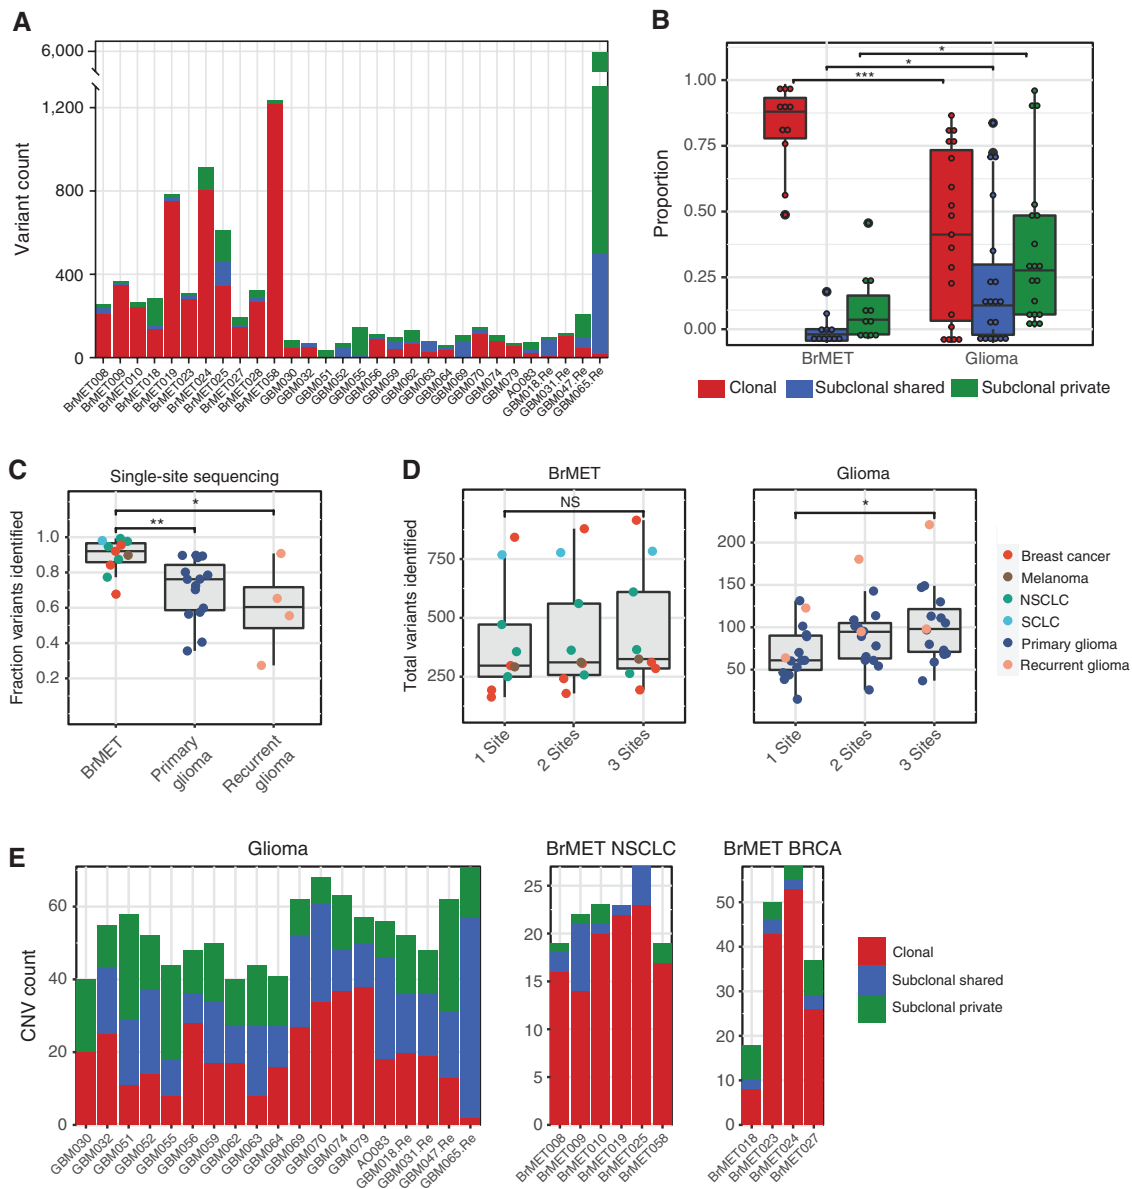 A
Variant count
6,000
1,200
800
400
0
BrMET008
BrMET009
BrMET010
BrMET018
BrMET019
BrMET023
BrMET024
BrMET025
BrMET027
BrMET028
BrMET058
GBM030
GBM032
GBM051
GBM052
GBM055
GBM056
GBM059
GBM062
GBM063
GBM064
GBM069
GBM070
GBM074
GBM079
AO083
GBM018.Re
GBM031.Re
GBM047.Re
GBM065.Re
B
Proportion
1.00
0.75
0.50
0.25
0.00
***
*
*
BrMET
Glioma
Clonal
Subclonal shared
Subclonal private
C
Single-site sequencing
Fraction variants identified
1.0
0.8
0.6
0.4
0.2
*
**
BrMET
Primary
glioma
Recurrent
glioma
D
BrMET
Total variants identified
750
500
250
NS
1 Site
2 Sites
3 Sites
Glioma
200
150
100
50
*
1 Site
2 Sites
3 Sites
Breast cancer
Melanoma
NSCLC
SCLC
Primary glioma
Recurrent glioma
E
Glioma
CNV count
60
40
20
0
GBM030
GBM032
GBM051
GBM052
GBM055
GBM056
GBM059
GBM062
GBM063
GBM064
GBM069
GBM070
GBM074
GBM079
AO083
GBM018.Re
GBM031.Re
GBM047.Re
GBM065.Re
BrMET NSCLC
25
20
15
10
5
0
BrMET008
BrMET009
BrMET010
BrMET019
BrMET025
BrMET058
BrMET BRCA
50
40
30
20
10
0
BrMET018
BrMET023
BrMET024
BrMET027
Clonal
Subclonal shared
Subclonal private